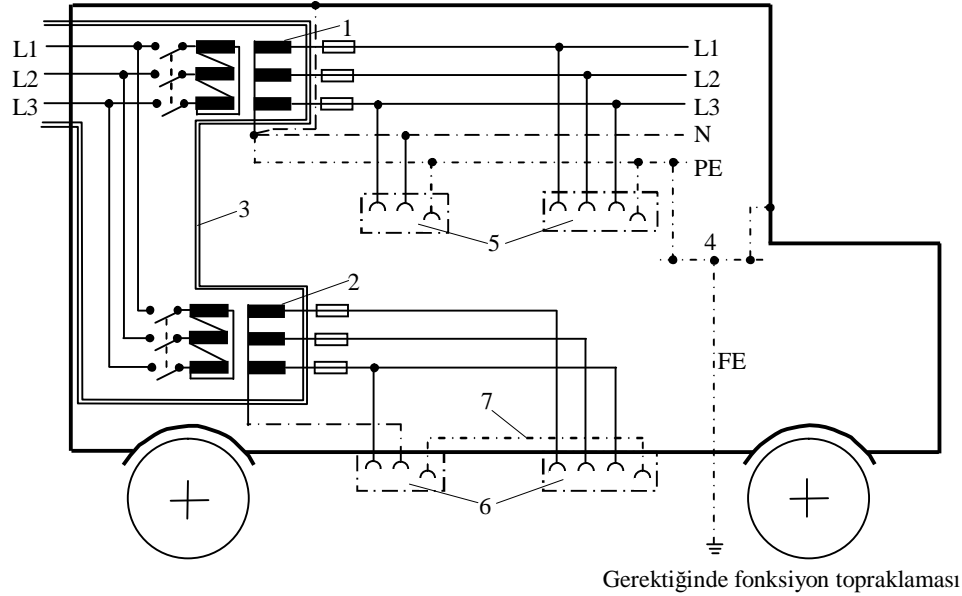 1
L1
L1
L2
L2
L3
L3
N
PE
3
5
4
2
FE
7
6
Gerektiğinde fonksiyon topraklaması